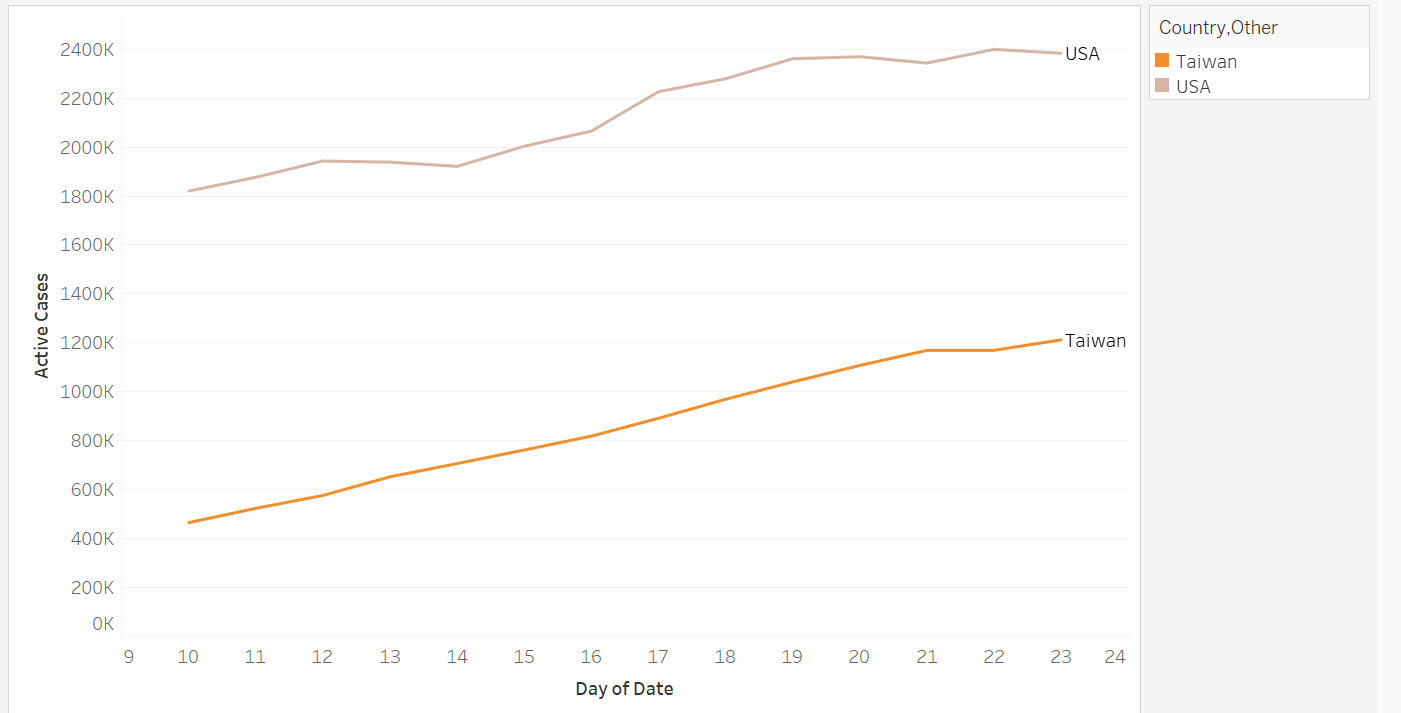 2400K
2200K
2000K
1800K
1600K
1400K
1200K
1000K
800K
600K
400K
200K
0K
Active Cases
USA
Taiwan
9 10 11 12 13 14 15 16 17 18 19 20 21 22 23 24
Day of Date
Country,Other
Taiwan
USA